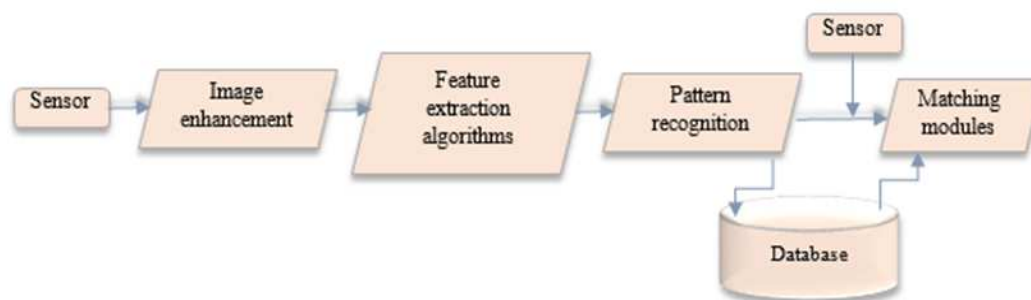 Sensor
Image
enhancement
Feature
extraction
algorithms
Pattern
recognition
Sensor
Matching
modules
Database